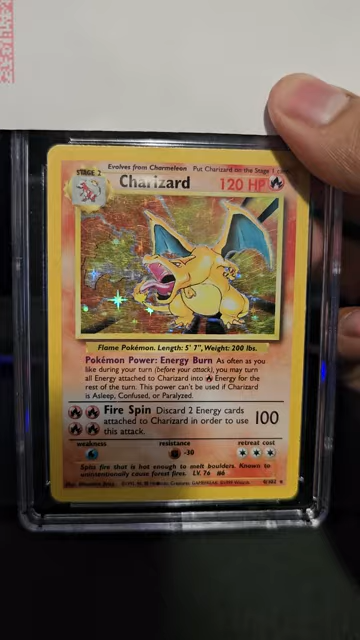 Evolves from Charmeleon Put Charizard on the Stage 1
STAGE 2
Charizard 120 HP
Flame Pokémon. Length: 5' 7", Weight: 200 lbs.
Pokémon Power: Energy Burn As often as you
like during your turn (before your attack), you may turn
all Energy attached to Charizard into Energy for the
rest of the turn. This power can't be used if Charizard
is Asleep, Confused, or Paralyzed.
Fire Spin Discard 2 Energy cards
attached to Charizard in order to use
this attack.
100
weakness resistance retreat cost
-30
Spits fire that is hot enough to melt boulders. Known to
unintentionally cause forest fires. LV. 76 #6
4/102